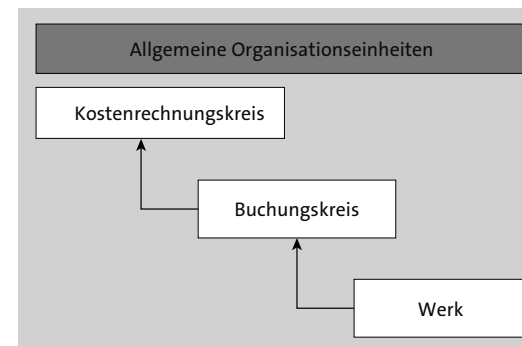 Allgemeine Organisationseinheiten
Kostenrechnungskreis
Buchungskreis
Werk